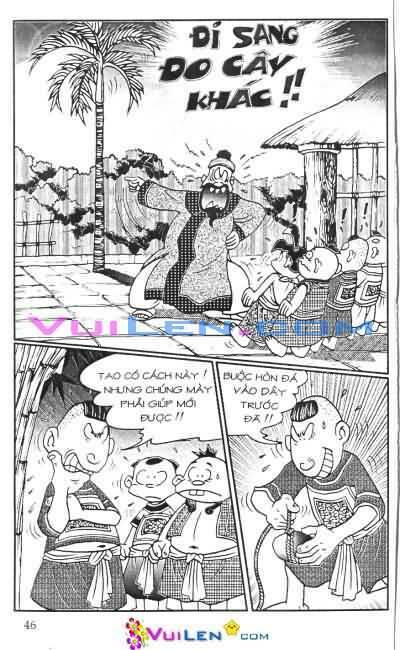 ĐI SANG
ĐO CÂY
KHÁC!!
VuiLen.com
TAO CÓ CÁCH NÀY!
NHƯNG CHÚNG MÀY
PHẢI GIÚP MỚI
ĐƯỢC!!
BUỘC HÒN ĐÁ
VÀO DÂY
TRƯỚC
ĐÃ!!
46
VuiLen.com